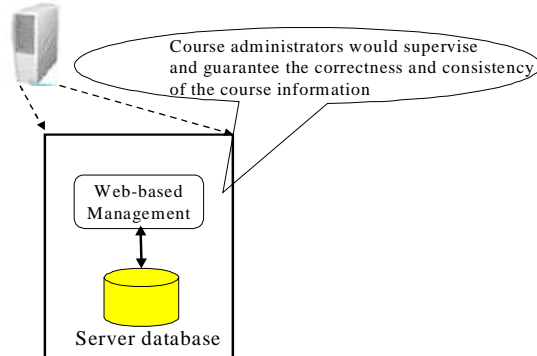 Course administrators would supervise
and guarantee the correctness and consistency
of the course information
Web-based
Management
Server database